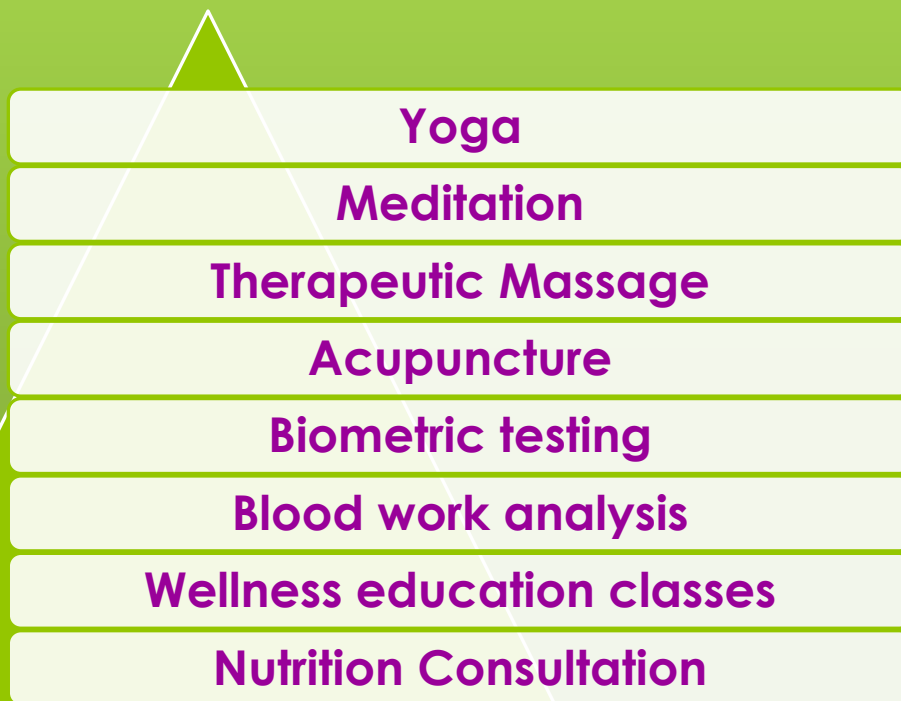 Yoga
Meditation
Therapeutic Massage
Acupuncture
Biometric testing
Blood work analysis
Wellness education classes
Nutrition Consultation